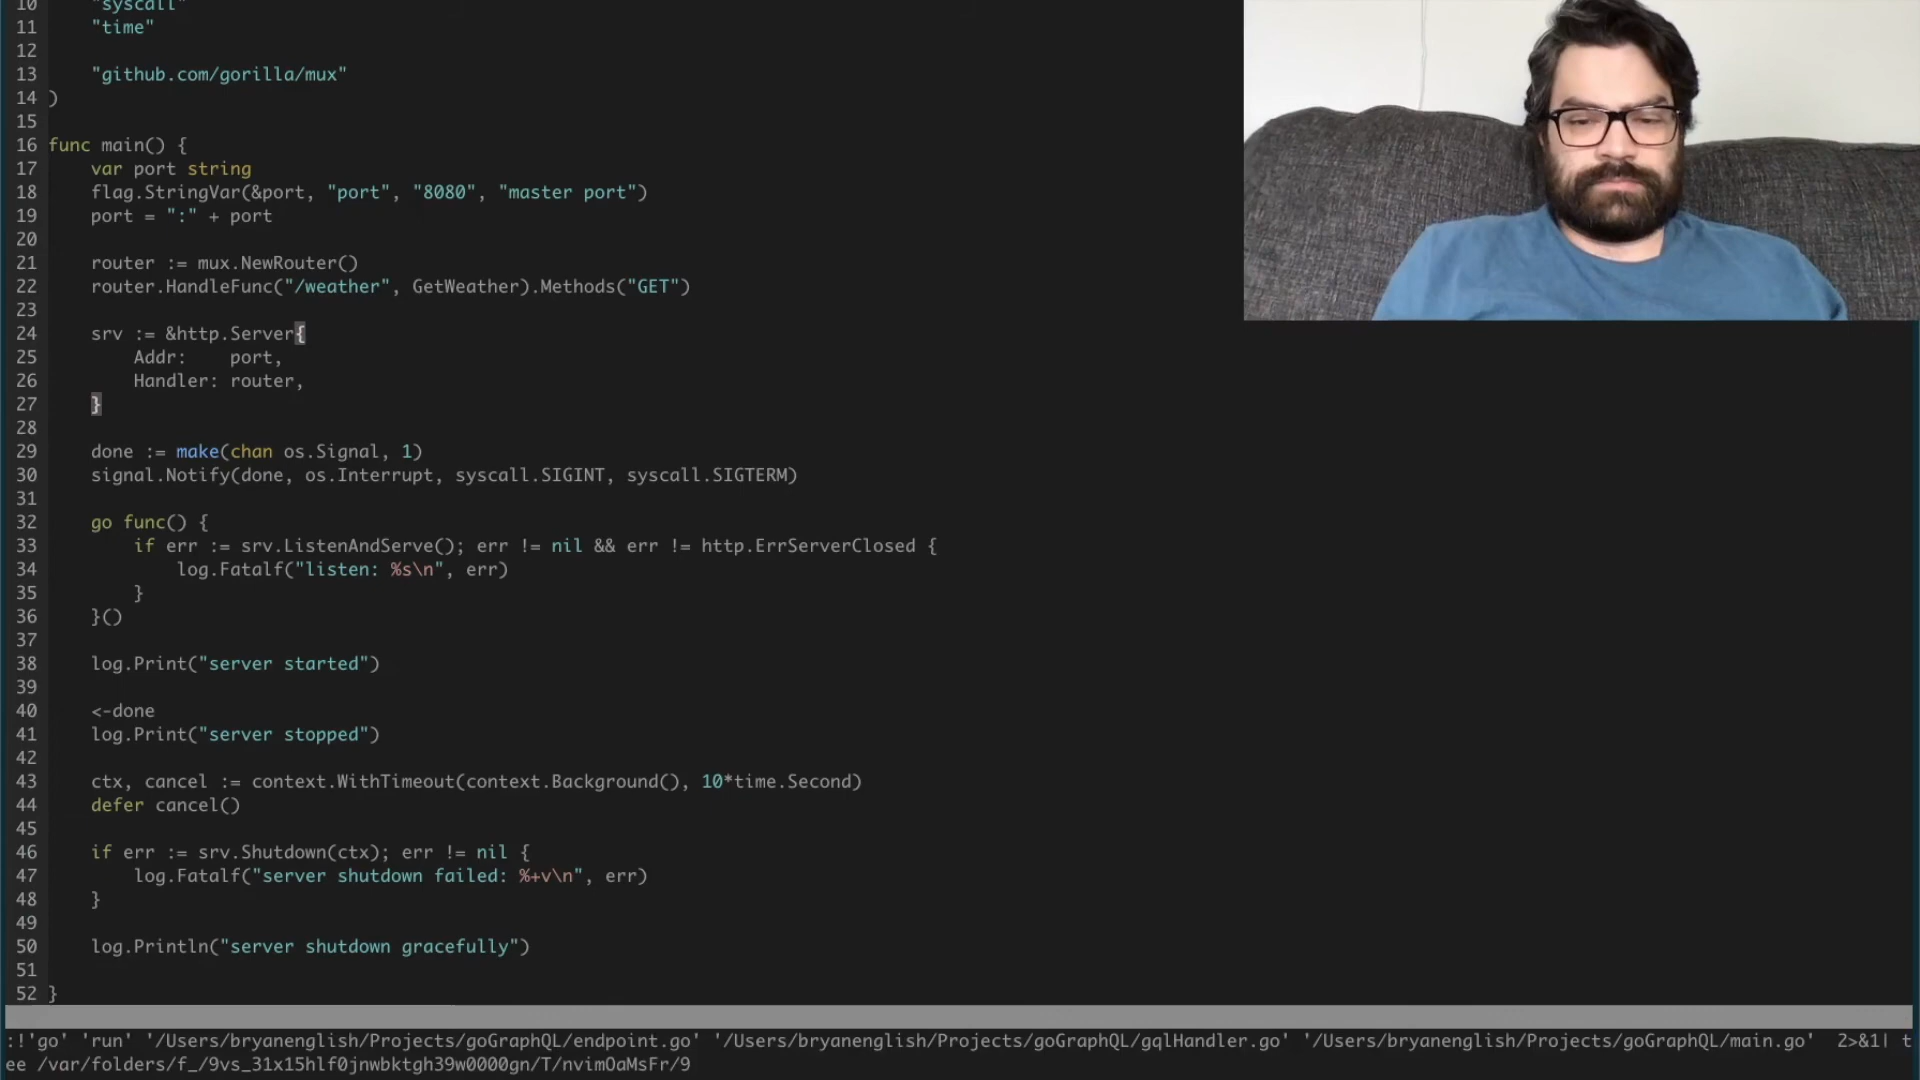 10 "syscall"
11 "time"
12
13 "github.com/gorilla/mux"
14 )
15
16 func main() {
17 var port string
18 flag.StringVar(&port, "port", "8080", "master port")
19 port = ":" + port
20
21 router := mux.NewRouter()
22 router.HandleFunc("/weather", GetWeather).Methods("GET")
23
24 srv := &http.Server{
25 Addr: port,
26 Handler: router,
27 }
28
29 done := make(chan os.Signal, 1)
30 signal.Notify(done, os.Interrupt, syscall.SIGINT, syscall.SIGTERM)
31
32 go func() {
33 if err := srv.ListenAndServe(); err != nil && err != http.ErrServerClosed {
34 log.Fatalf("listen: %s\n", err)
35 }
36 }()
37
38 log.Print("server started")
39
40 <-done
41 log.Print("server stopped")
42
43 ctx, cancel := context.WithTimeout(context.Background(), 10*time.Second)
44 defer cancel()
45
46 if err := srv.Shutdown(ctx); err != nil {
47 log.Fatalf("server shutdown failed: %+v\n", err)
48 }
49
50 log.Println("server shutdown gracefully")
51
52 }
:!'go' 'run' '/Users/bryanenglish/Projects/goGraphQL/endpoint.go' '/Users/bryanenglish/Projects/goGraphQL/gqlHandler.go' '/Users/bryanenglish/Projects/goGraphQL/main.go' 2>&1| t
ee /var/folders/f_/9vs_31x15hlf0jnwbktgh39w0000gn/T/nvimOaMsFr/9